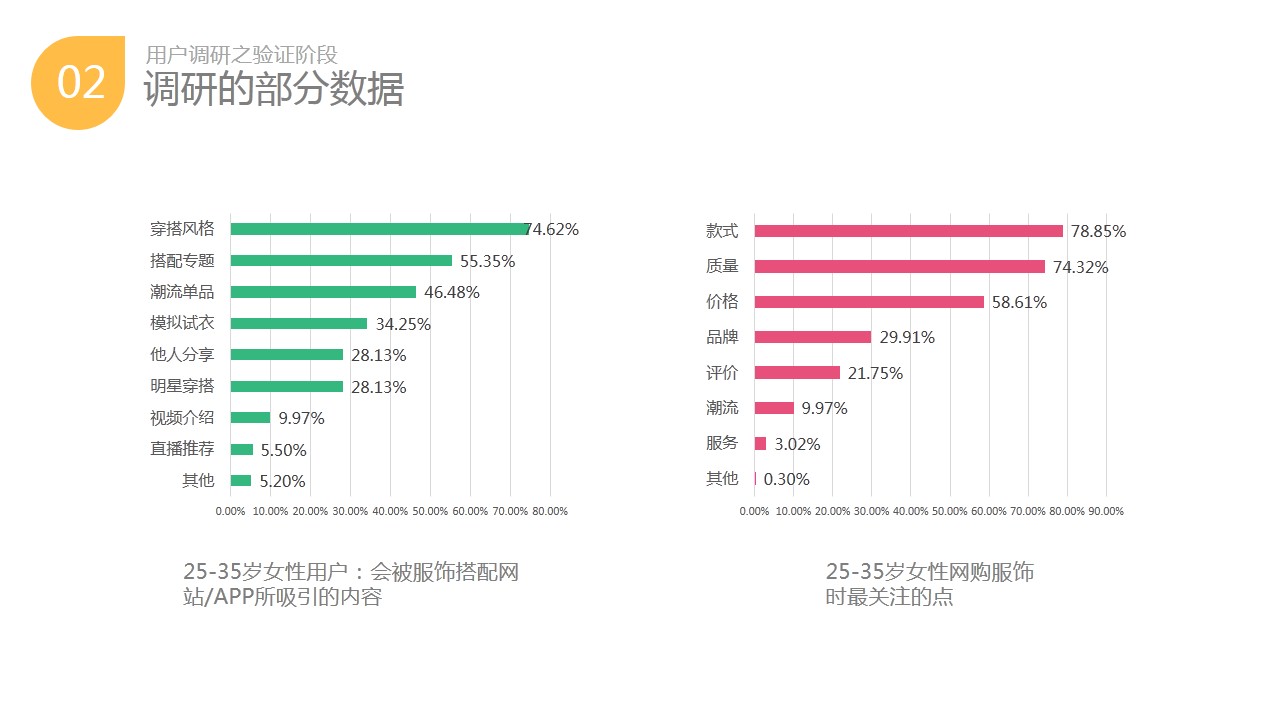 02
用户调研之验证阶段
调研的部分数据
穿搭风格 74.62%
搭配专题 55.35%
潮流单品 46.48%
模拟试衣 34.25%
他人分享 28.13%
明星穿搭 28.13%
视频介绍 9.97%
直播推荐 5.50%
其他 5.20%
0.00% 10.00% 20.00% 30.00% 40.00% 50.00% 60.00% 70.00% 80.00%
25-35岁女性用户：会被服饰搭配网
站/APP所吸引的内容
款式 78.85%
质量 74.32%
价格 58.61%
品牌 29.91%
评价 21.75%
潮流 9.97%
服务 3.02%
其他 0.30%
0.00% 10.00% 20.00% 30.00% 40.00% 50.00% 60.00% 70.00% 80.00% 90.00%
25-35岁女性网购服饰
时最关注的点